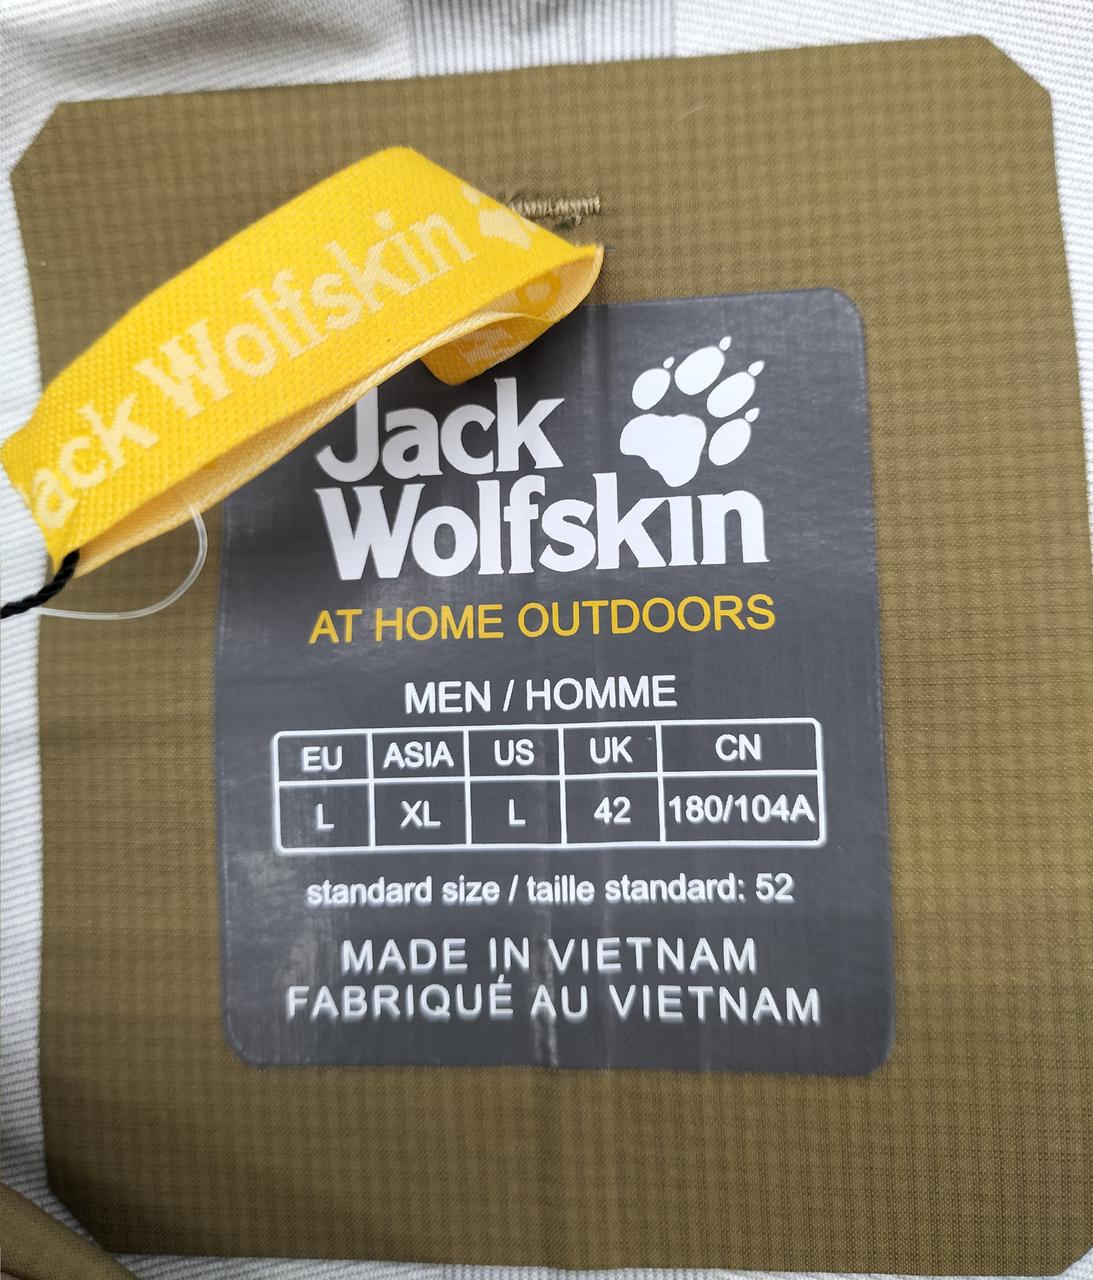 ack Wolfskin
Jack
Wolfskin
AT HOME OUTDOORS
MEN / HOMME
EU ASIA US UK CN
L XL L 42 180/104A
standard size / taille standard: 52
MADE IN VIETNAM
FABRIQUÉ AU VIETNAM